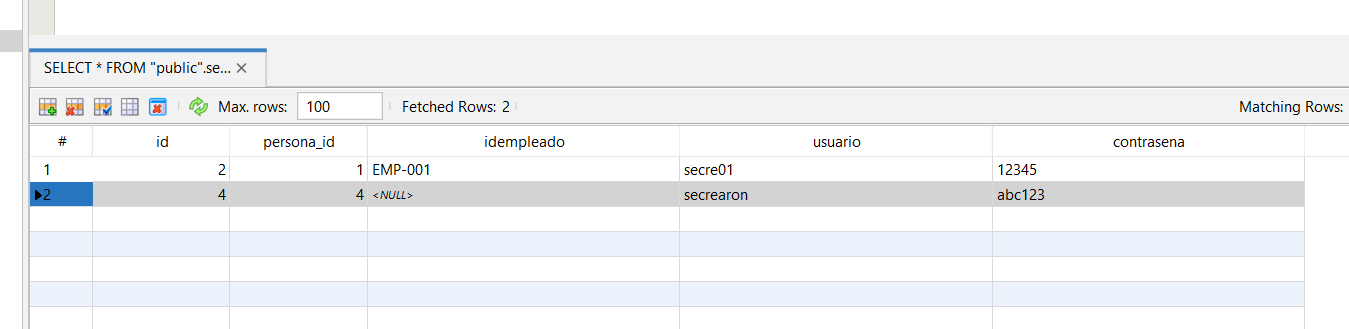 SELECT * FROM "public".se...
Max. rows: 100 Fetched Rows: 2 Matching Rows:
# id persona_id idempleado usuario contrasena
1 2 1 EMP-001 secre01 12345
2 4 4 <NULL> secrearon abc123